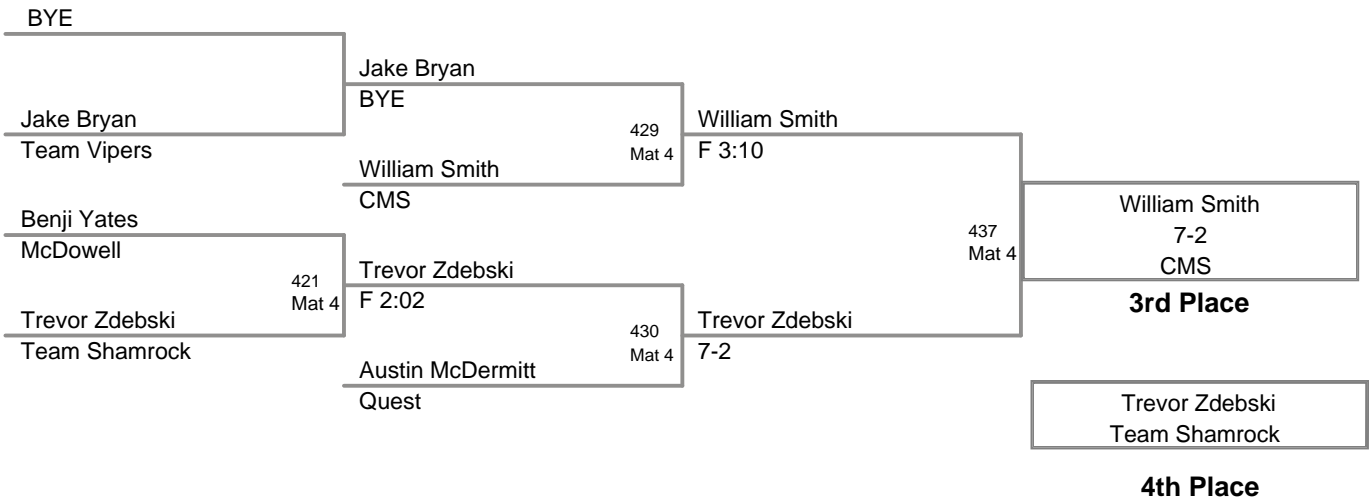 BYE
Jake Bryan
BYE
Jake Bryan
Team Vipers
429
Mat 4
William Smith
F 3:10
William Smith
CMS
Benji Yates
McDowell
421
Mat 4
Trevor Zdebski
F 2:02
Trevor Zdebski
Team Shamrock
430
Mat 4
Trevor Zdebski
7-2
Austin McDermitt
Quest
437
Mat 4
William Smith
7-2
CMS
3rd Place
Trevor Zdebski
Team Shamrock
4th Place